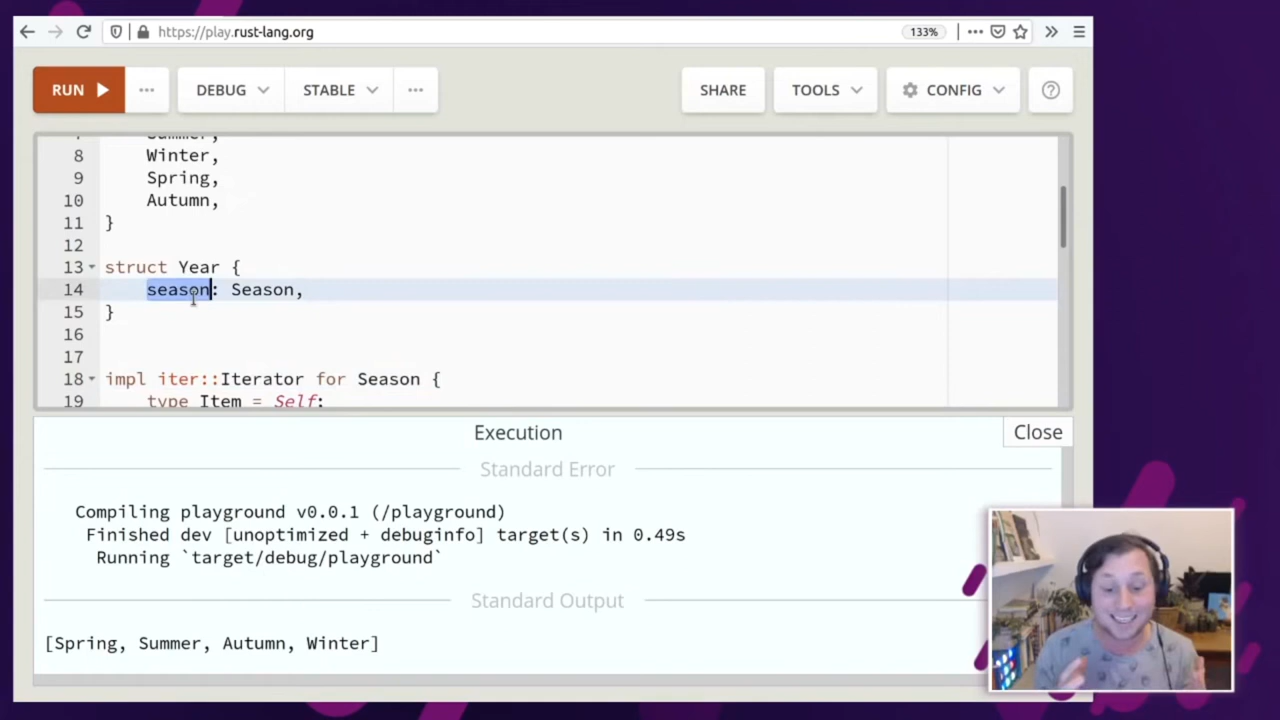 https://play.rust-lang.org
133%
RUN
DEBUG
STABLE
SHARE
TOOLS
CONFIG
Summer,
8 Winter,
9 Spring,
10 Autumn,
11 }
12
13 struct Year {
14 season: Season,
15 }
16
17
18 impl iter::Iterator for Season {
19 type Item = Self;
Execution
Close
Standard Error
Compiling playground v0.0.1 (/playground)
Finished dev [unoptimized + debuginfo] target(s) in 0.49s
Running `target/debug/playground`
Standard Output
[Spring, Summer, Autumn, Winter]